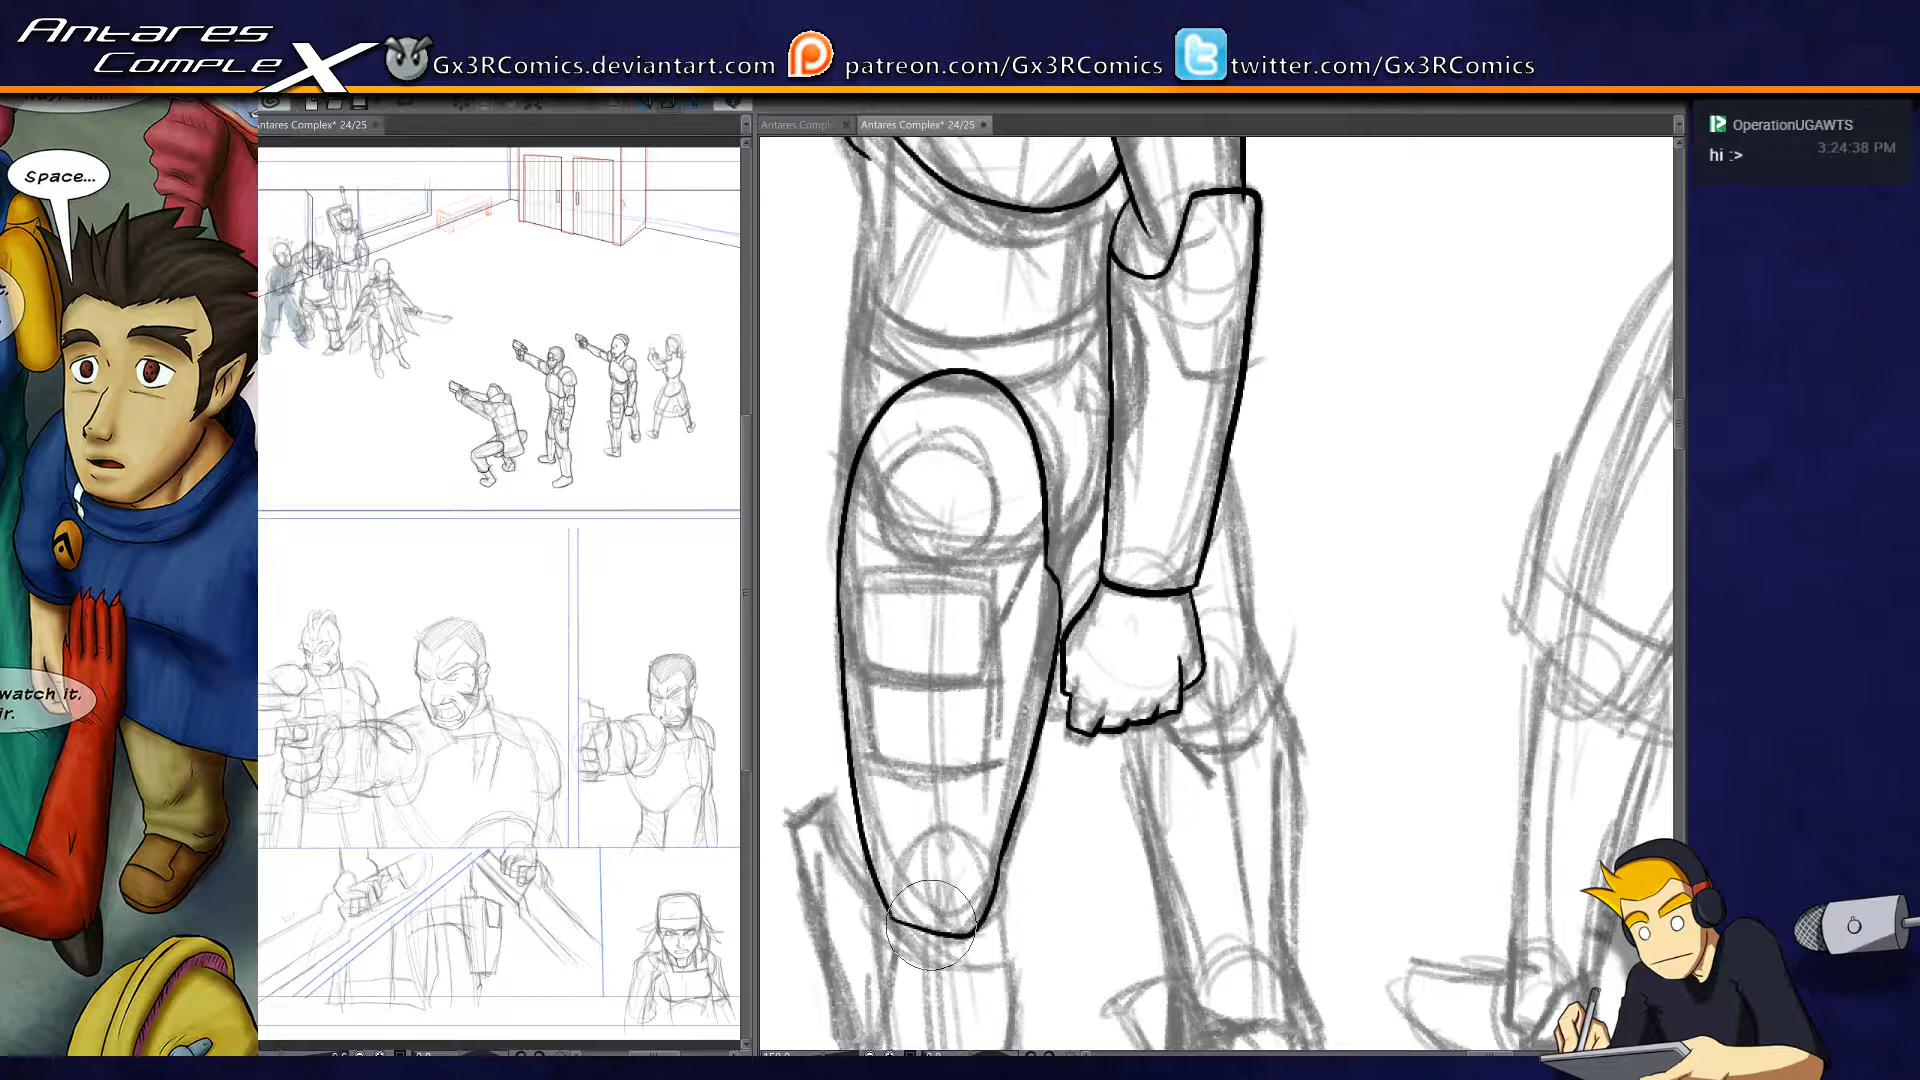 Antares
Complex
Gx3RComics.deviantart.com
patreon.com/Gx3RComics
twitter.com/Gx3RComics
ntares Complex* 24/25
Antares Compl
Antares Complex* 24/25
OperationUGAWTS
hi :>
3:24:38 PM
Space...
watch it,
ir.